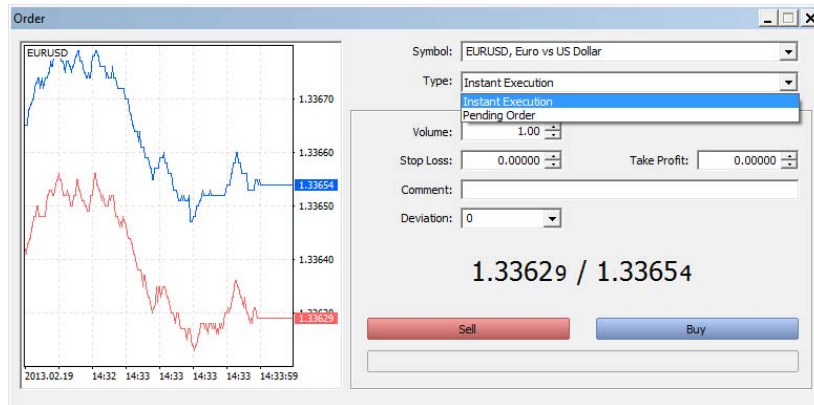 Order
EURUSD
1.33670
1.33660
1.33654
1.33650
1.33640
1.33629
2013.02.19 14:32 14:33 14:33 14:33 14:33 14:33:59
Symbol: EURUSD, Euro vs US Dollar
Type: Instant Execution
Instant Execution
Pending Order
Volume: 1.00
Stop Loss: 0.00000 Take Profit: 0.00000
Comment:
Deviation: 0
1.33629 / 1.33654
Sell Buy